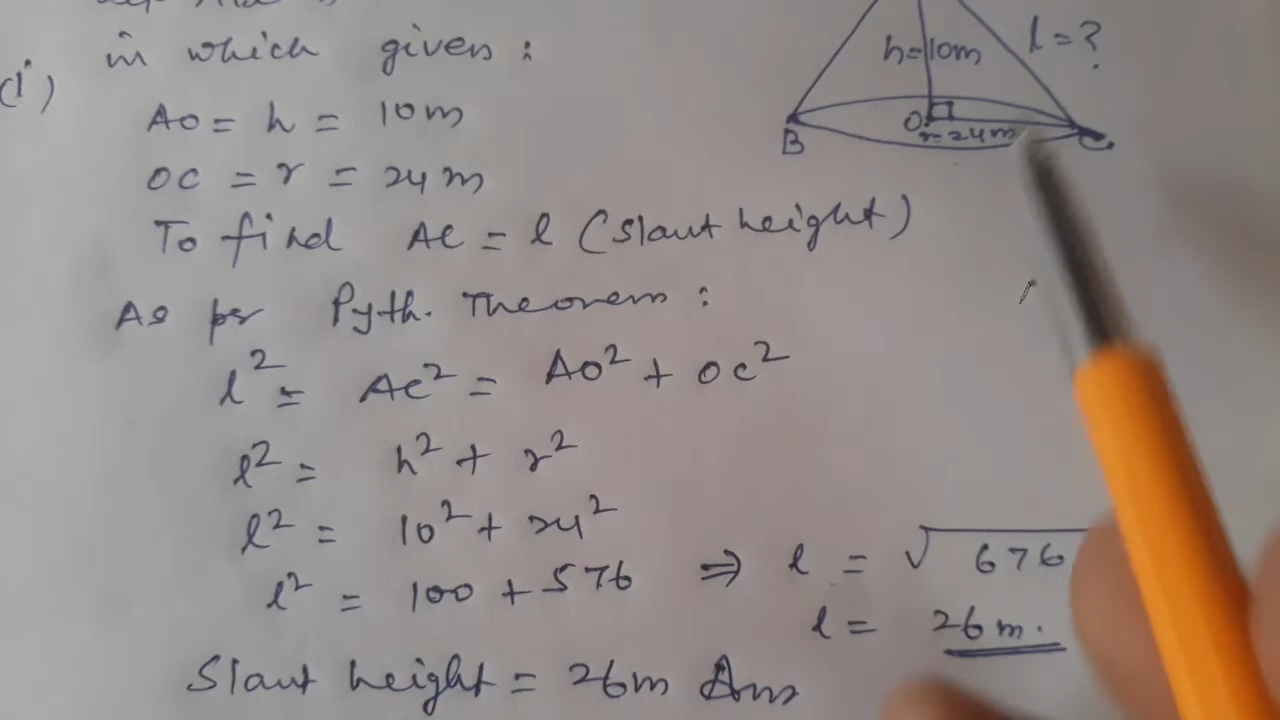 in which given :
(i)
AO = h = 10m
OC = r = 24m
To find AC = l (Slant height)
As per Pyth. Theorem :
l² = AC² = AO² + OC²
l² = h² + r²
l² = 10² + 24²
l² = 100 + 576 ⇒ l = √676
l = 26m.
Slant height = 26m Ans
h=10m
l = ?
B
O
r=24m
C